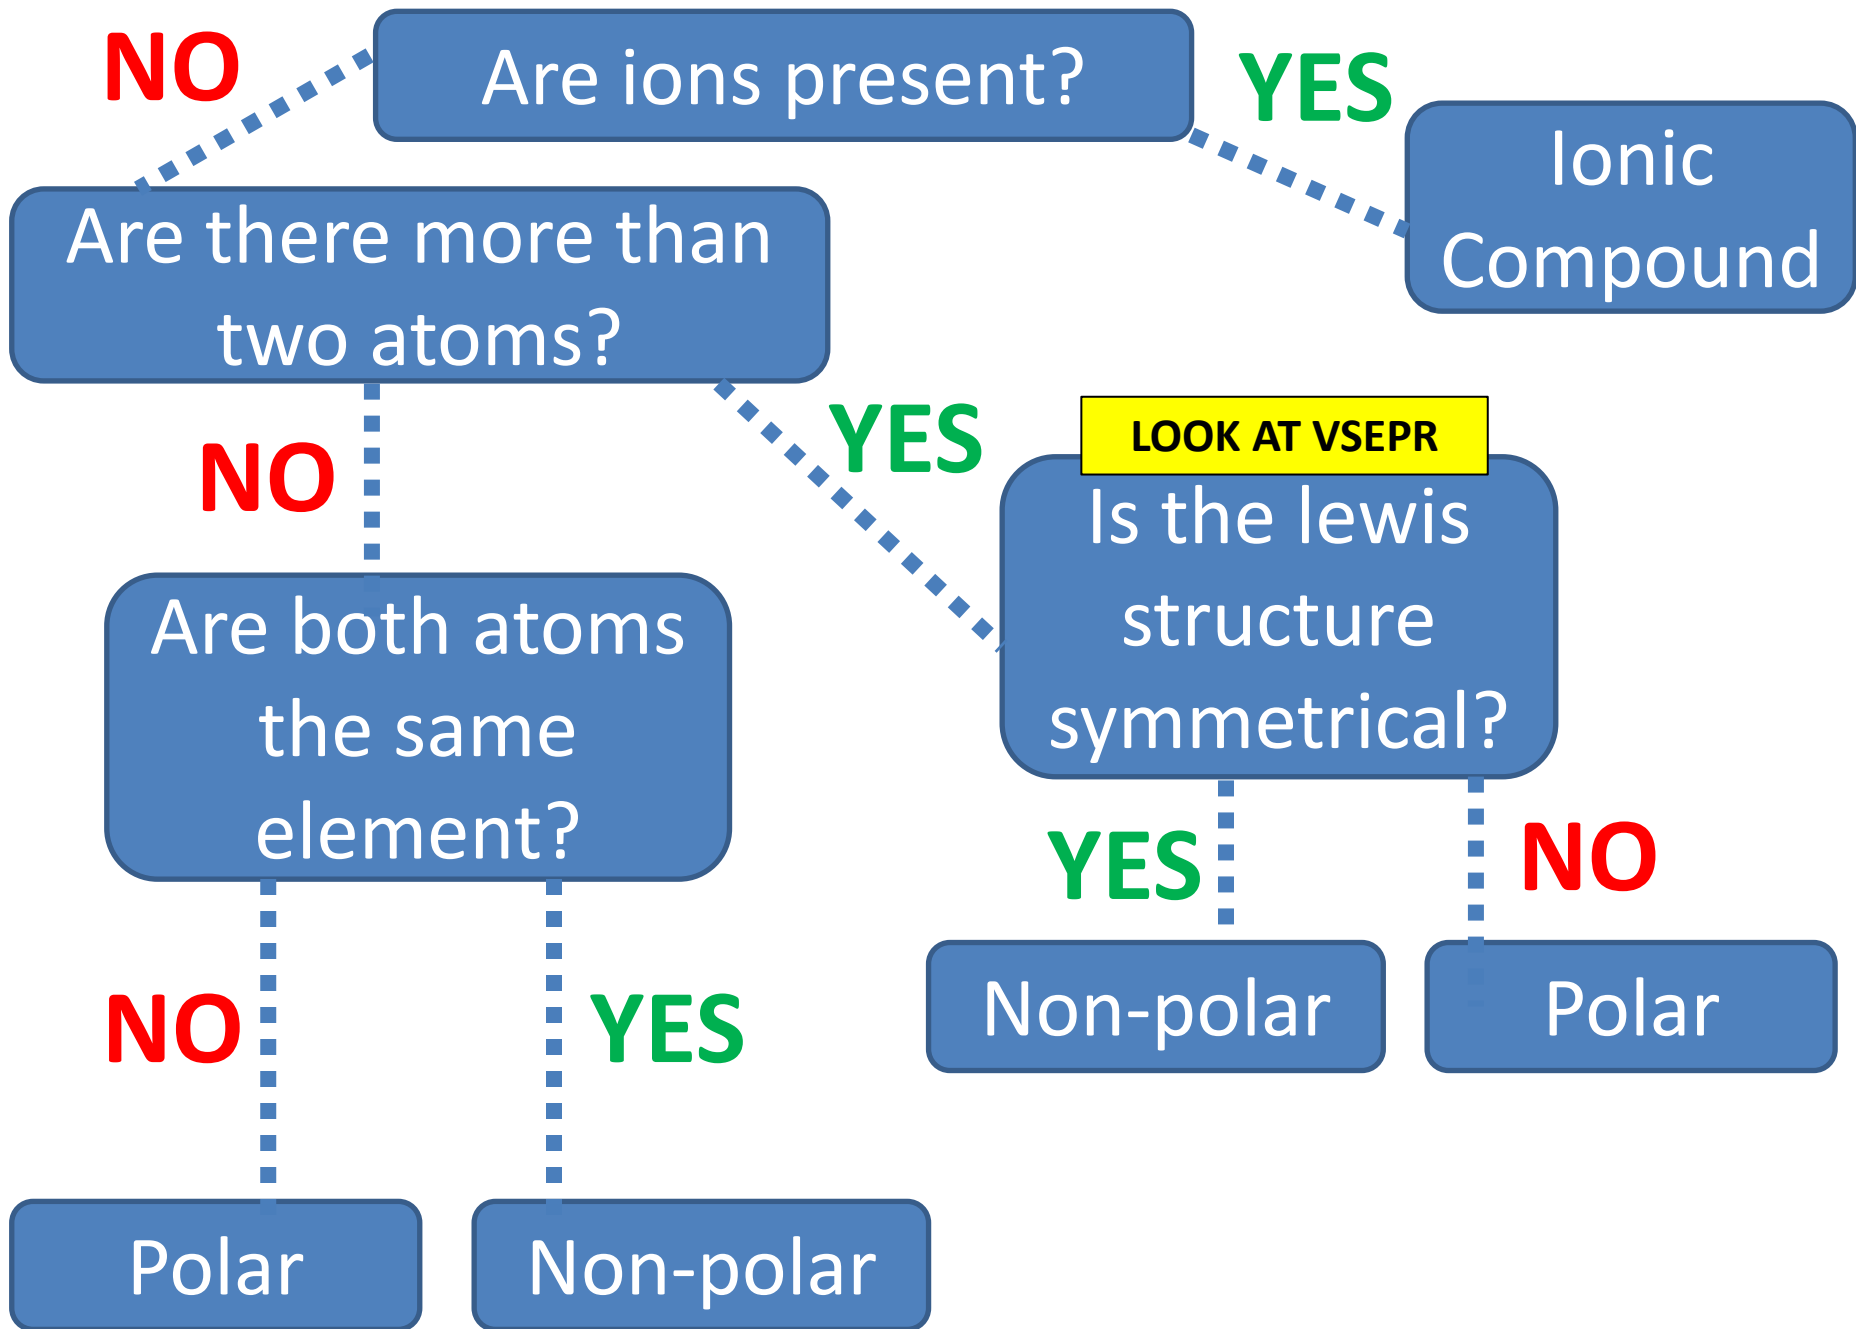 NO
Are ions present?
YES
Ionic
Compound
Are there more than
two atoms?
NO
YES
LOOK AT VSEPR
Is the lewis
structure
symmetrical?
Are both atoms
the same
element?
YES
NO
Non-polar
Polar
NO
YES
Polar
Non-polar